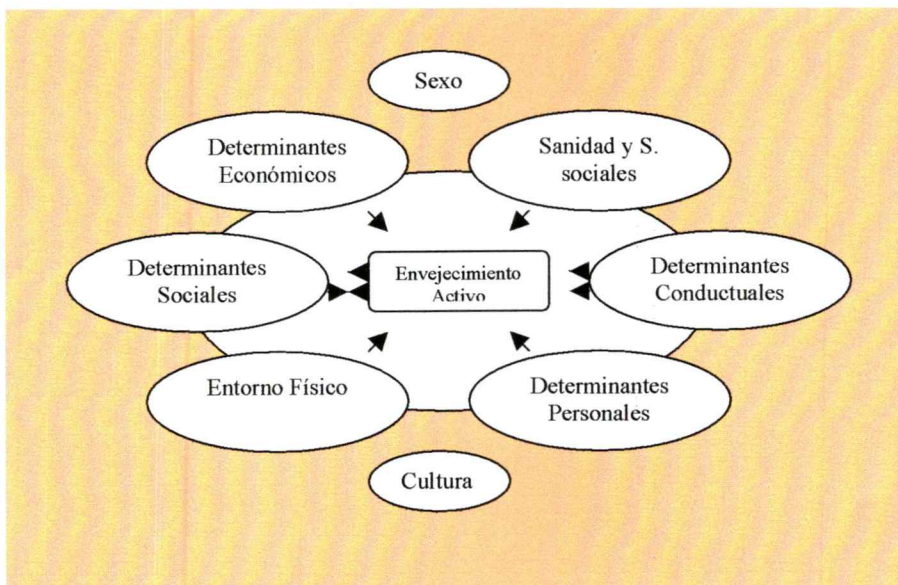 Sexo
Determinantes
Económicos
Sanidad y S.
sociales
Determinantes
Sociales
Envejecimiento
Activo
Determinantes
Conductuales
Entorno Físico
Determinantes
Personales
Cultura